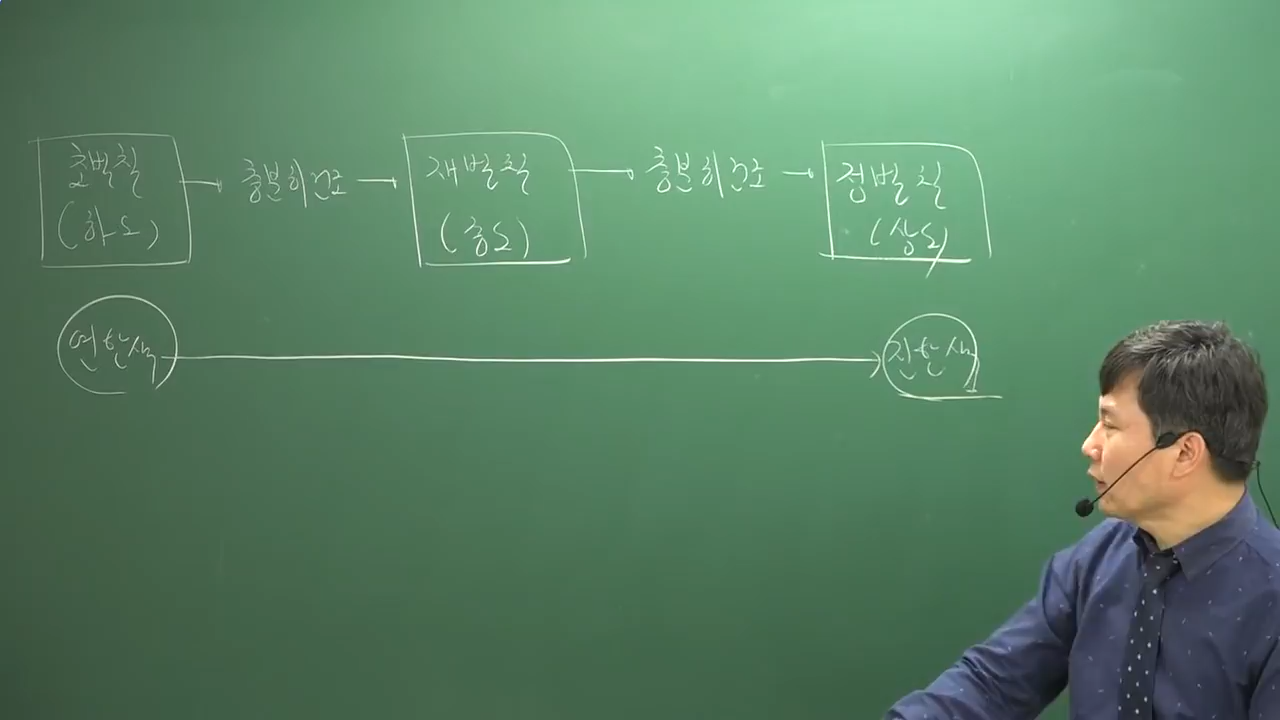 초벌칠 → 충분히 건조 → 재벌칠 → 충분히 건조 → 정벌칠
(하도) (중도) (상도)
연한색 → 진한색